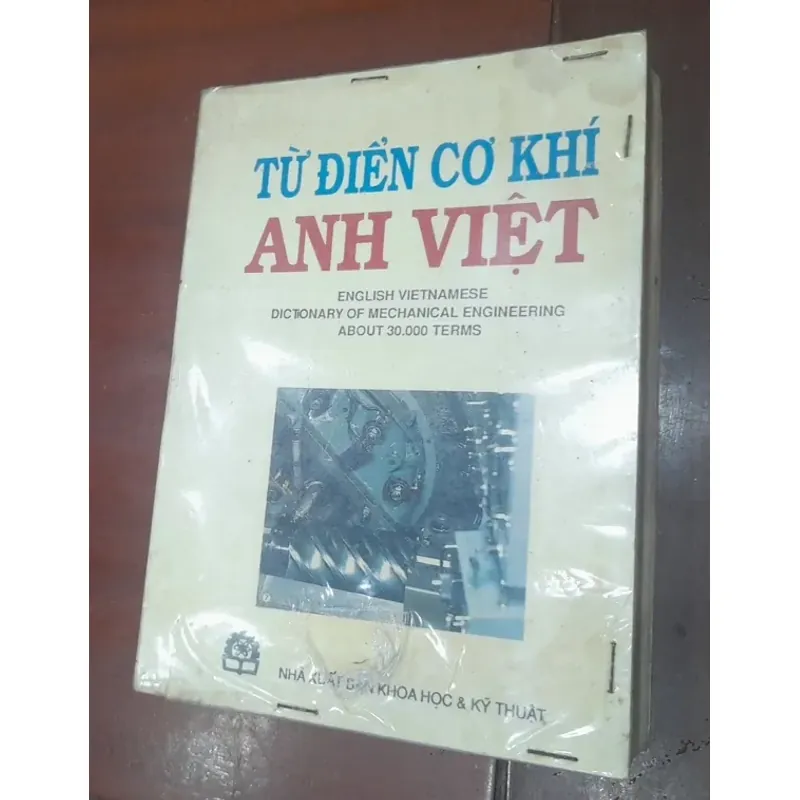 TỪ ĐIỂN CƠ KHÍ
ANH VIỆT
ENGLISH VIETNAMESE
DICTIONARY OF MECHANICAL ENGINEERING
ABOUT 30.000 TERMS
NHÀ XUẤT BẢN KHOA HỌC & KỸ THUẬT